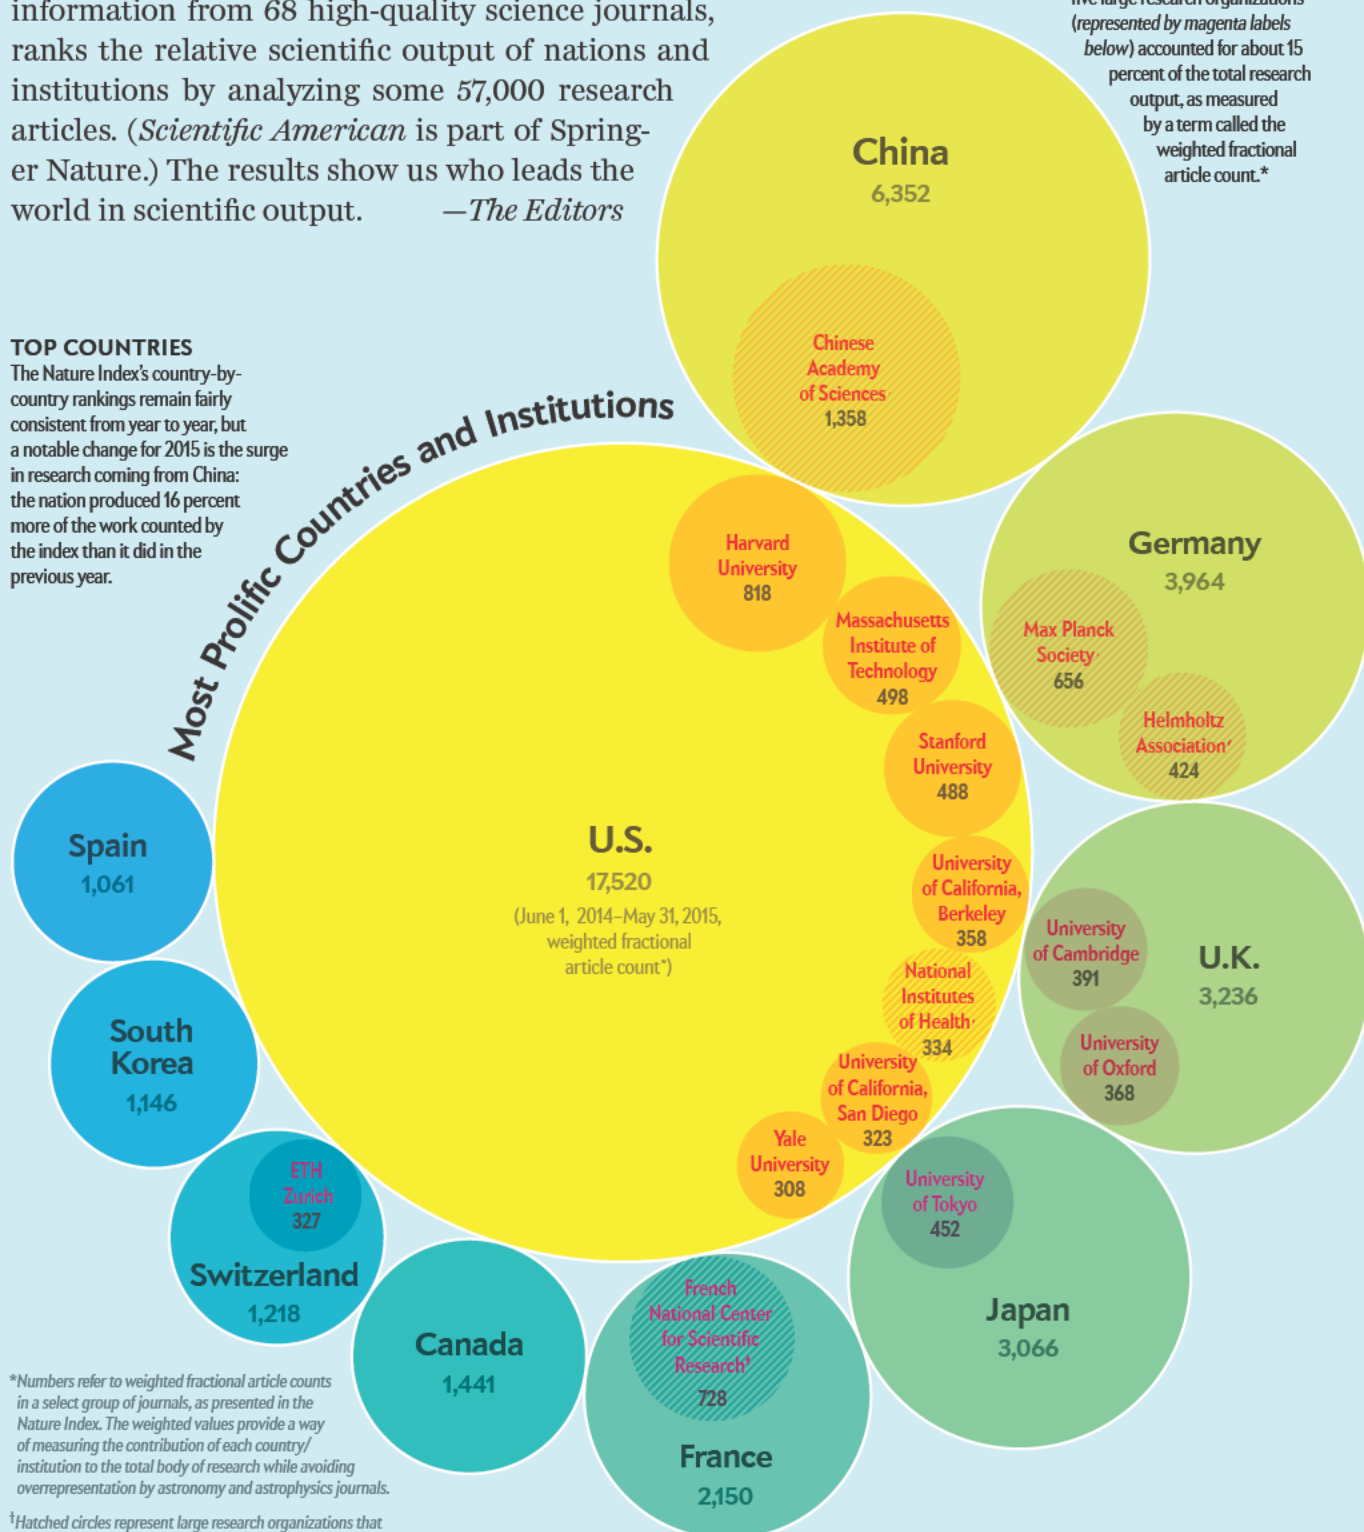 information from 68 high-quality science journals,
ranks the relative scientific output of nations and
institutions by analyzing some 57,000 research
articles. (Scientific American is part of Spring-
er Nature.) The results show us who leads the
world in scientific output. —The Editors
five large research organizations
(represented by magenta labels
below) accounted for about 15
percent of the total research
output, as measured
by a term called the
weighted fractional
article count.*
TOP COUNTRIES
The Nature Index's country-by-
country rankings remain fairly
consistent from year to year, but
a notable change for 2015 is the surge
in research coming from China:
the nation produced 16 percent
more of the work counted by
the index than it did in the
previous year.
Most Prolific Countries and Institutions
China
6,352
Chinese
Academy
of Sciences
1,358
Germany
3,964
Max Planck
Society
656
Helmholtz
Association
424
Harvard
University
818
Massachusetts
Institute of
Technology
498
Stanford
University
488
University
of California,
Berkeley
358
National
Institutes
of Health
334
University
of California,
San Diego
323
Yale
University
308
U.S.
17,520
(June 1, 2014–May 31, 2015,
weighted fractional
article count*)
U.K.
3,236
University
of Cambridge
391
University
of Oxford
368
Japan
3,066
University
of Tokyo
452
France
2,150
French
National Center
for Scientific
Research†
728
Canada
1,441
Switzerland
1,218
ETH
Zurich
327
South
Korea
1,146
Spain
1,061
*Numbers refer to weighted fractional article counts
in a select group of journals, as presented in the
Nature Index. The weighted values provide a way
of measuring the contribution of each country/
institution to the total body of research while avoiding
overrepresentation by astronomy and astrophysics journals.
†Hatched circles represent large research organizations that